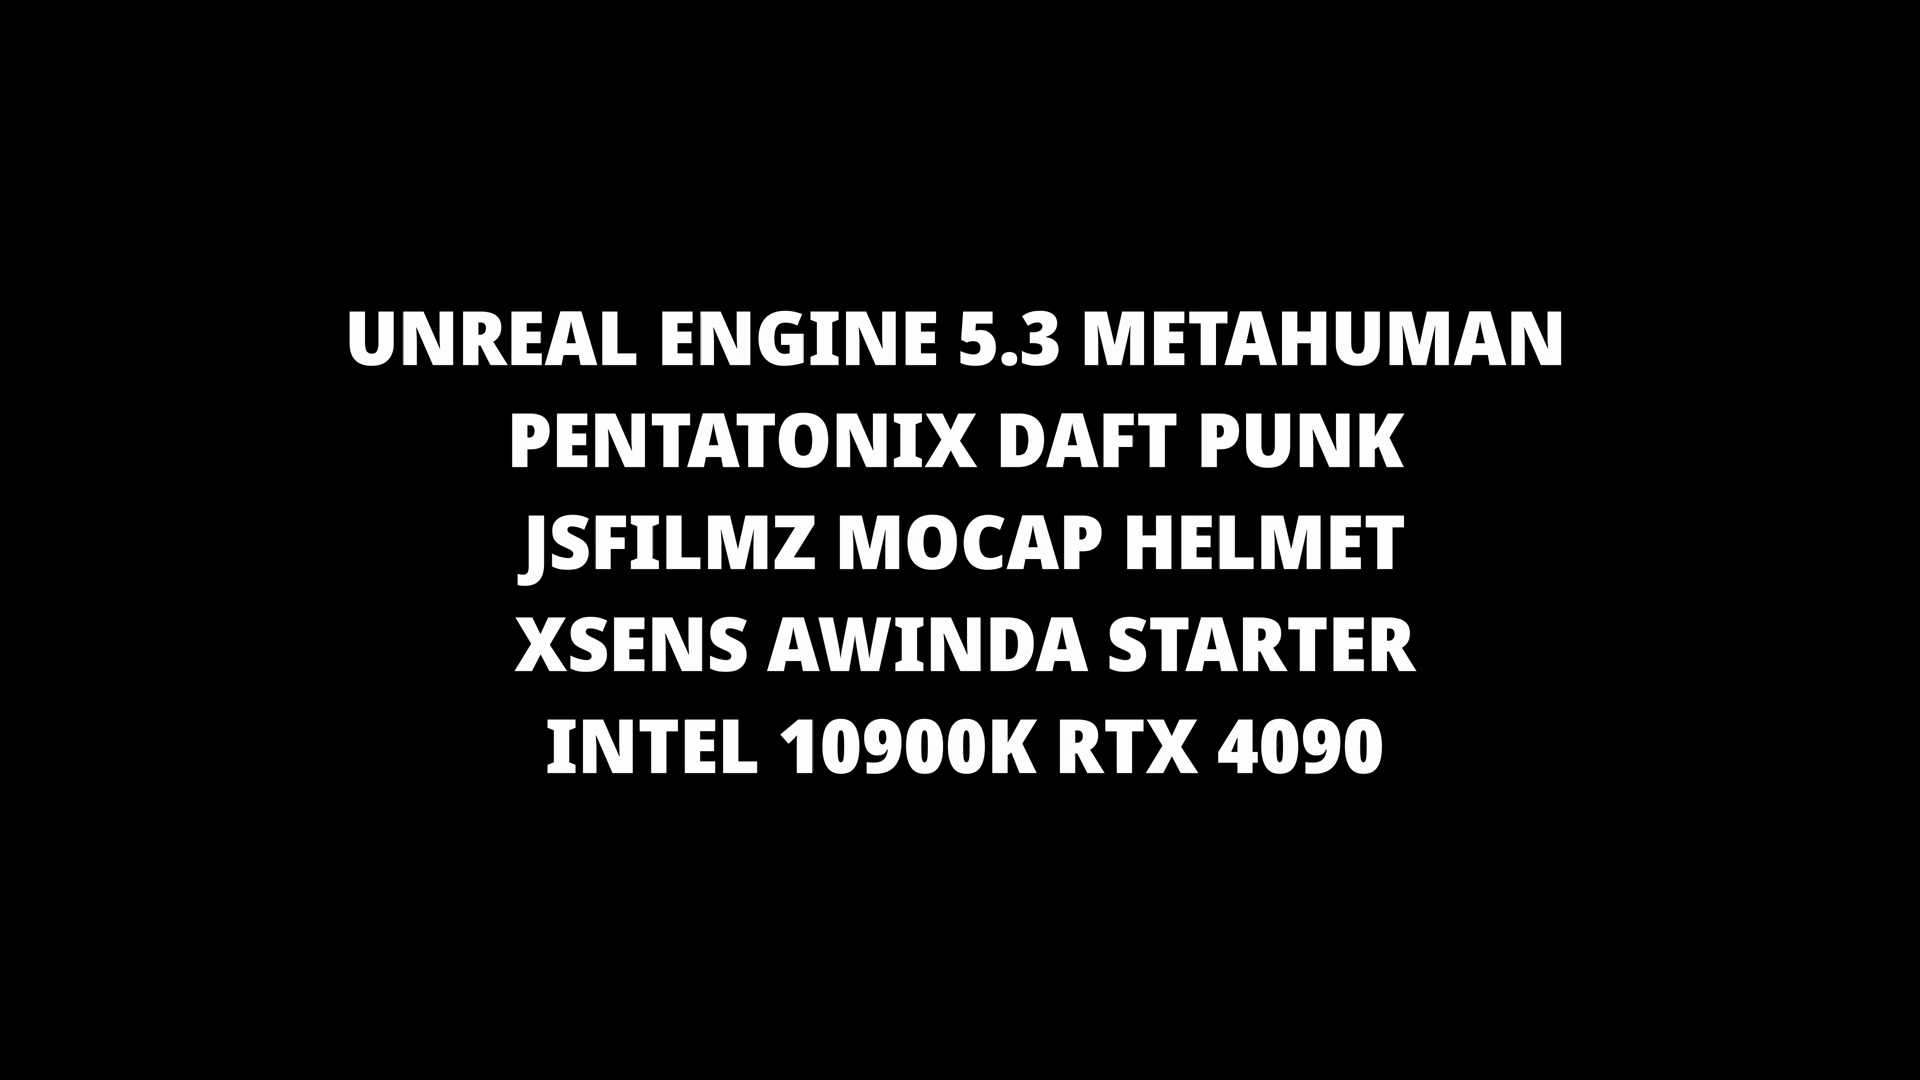 UNREAL ENGINE 5.3 METAHUMAN
PENTATONIX DAFT PUNK
JSFILMZ MOCAP HELMET
XSENS AWINDA STARTER
INTEL 10900K RTX 4090